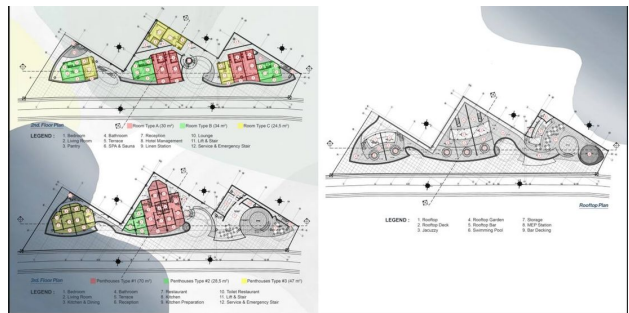 2nd. Floor Plan
Room Type A (30 m²) Room Type B (34 m²) Room Type C (24,5 m²)
LEGEND :
1. Bedroom 4. Bathroom 7. Reception 10. Lounge
2. Living Room 5. Terrace 8. Hotel Management 11. Lift & Stair
3. Pantry 6. SPA & Sauna 9. Linen Station 12. Service & Emergency Stair
3rd. Floor Plan
Penthouses Type #1 (70 m²) Penthouses Type #2 (28,5 m²) Penthouses Type #3 (47 m²)
LEGEND :
1. Bedroom 4. Bathroom 7. Restaurant 10. Toilet Restaurant
2. Living Room 5. Terrace 8. Kitchen 11. Lift & Stair
3. Kitchen & Dining 6. Reception 9. Kitchen Preparation 12. Service & Emergency Stair
Rooftop Plan
LEGEND :
1. Rooftop 4. Rooftop Garden 7. Storage
2. Rooftop Deck 5. Rooftop Bar 8. MEP Station
3. Jacuzzy 6. Swimming Pool 9. Bar Decking